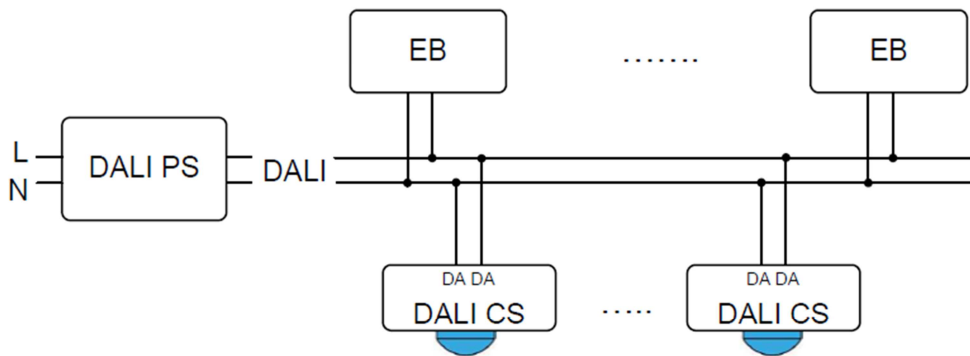 EB ....... EB
L
DALI PS
DALI
N
DA DA
DALI CS
.....
DA DA
DALI CS